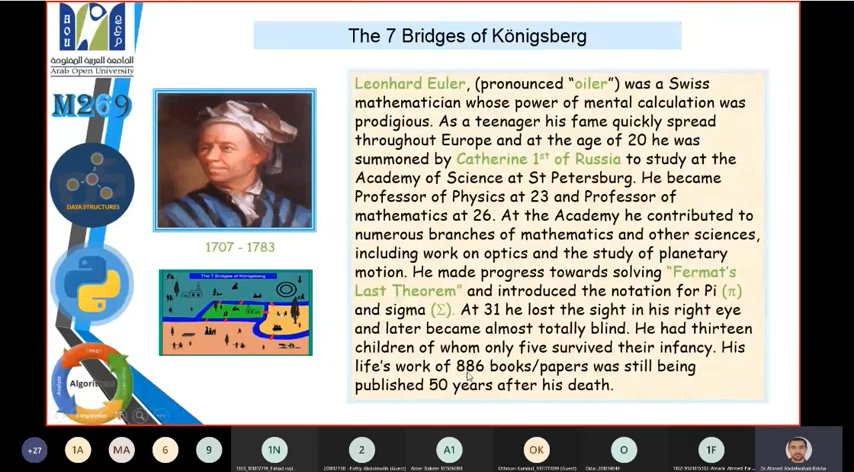 The 7 Bridges of Königsberg
الجامعة العربية المفتوحة
Arab Open University
M269
DATA STRUCTURES
Algorithm
1707 - 1783
The 7 Bridges of Königsberg
Leonhard Euler, (pronounced “oiler”) was a Swiss
mathematician whose power of mental calculation was
prodigious. As a teenager his fame quickly spread
throughout Europe and at the age of 20 he was
summoned by Catherine 1st of Russia to study at the
Academy of Science at St Petersburg. He became
Professor of Physics at 23 and Professor of
mathematics at 26. At the Academy he contributed to
numerous branches of mathematics and other sciences,
including work on optics and the study of planetary
motion. He made progress towards solving “Fermat’s
Last Theorem” and introduced the notation for Pi (π)
and sigma (Σ). At 31 he lost the sight in his right eye
and later became almost totally blind. He had thirteen
children of whom only five survived their infancy. His
life’s work of 886 books/papers was still being
published 50 years after his death.
+27
1A
MA
6
9
1N
2
A1
OK
O
1F